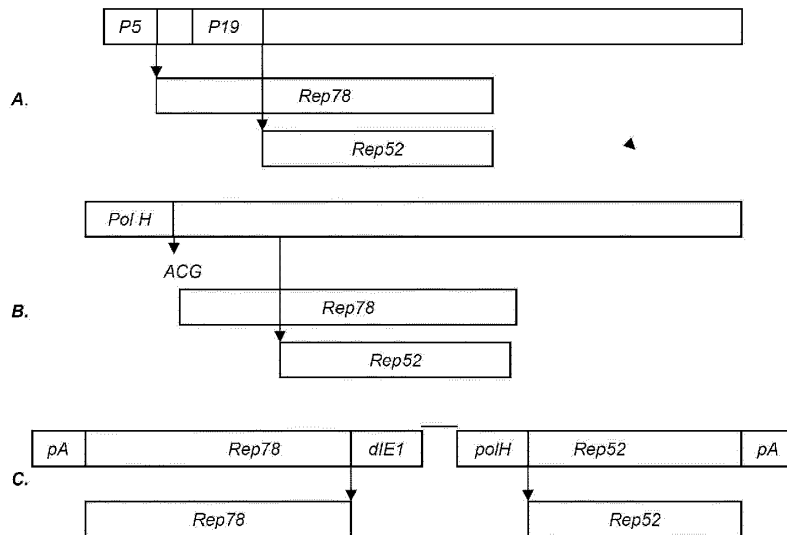 P5 P19
A.
Rep78
Rep52
Pol H
ACG
B.
Rep78
Rep52
pA Rep78 dIE1 polH Rep52 pA
C.
Rep78 Rep52